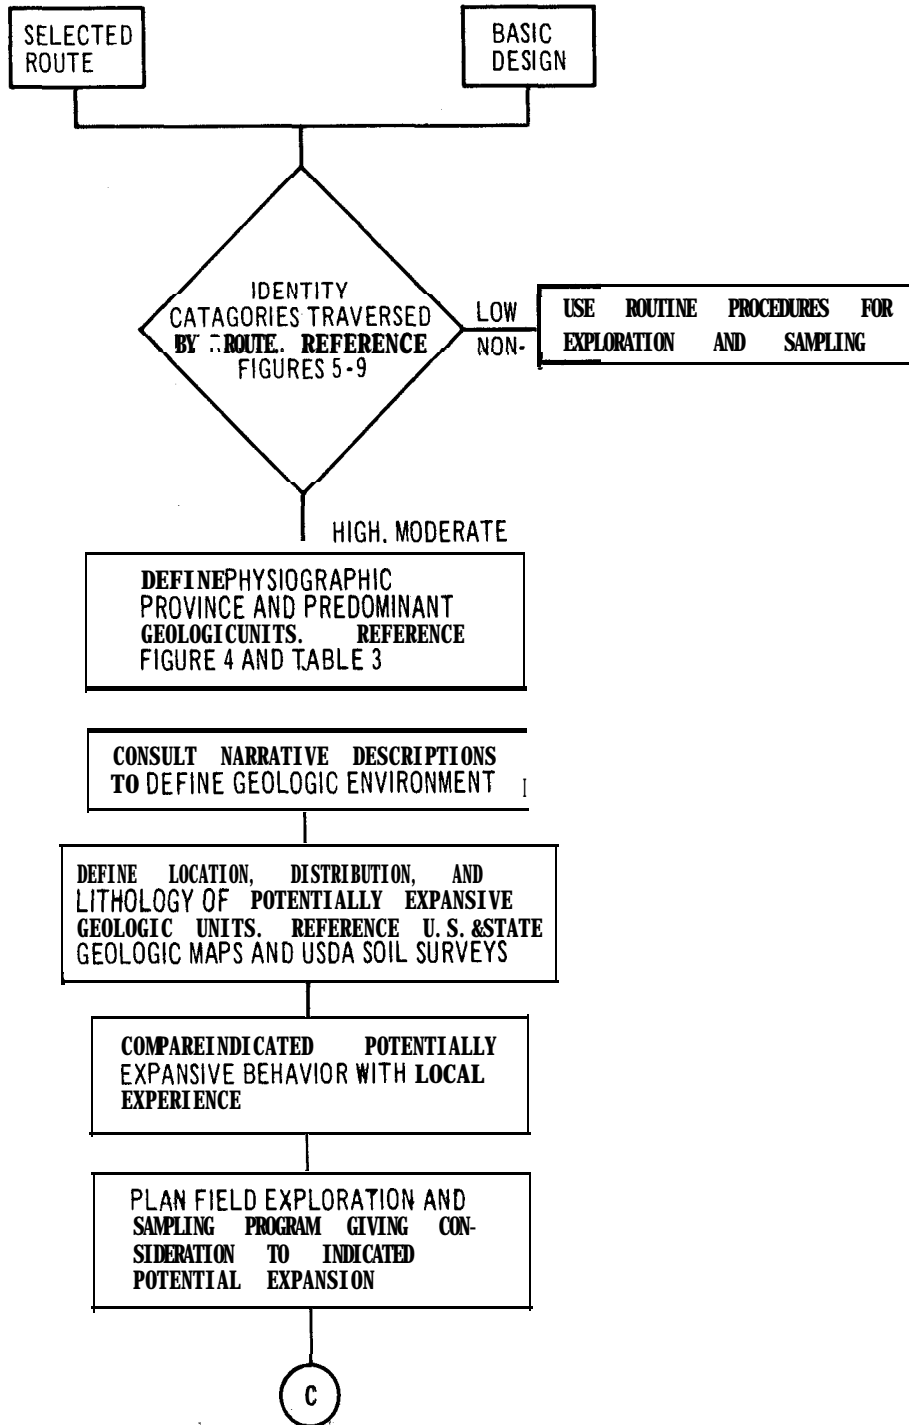 SELECTED
ROUTE
BASIC
DESIGN
IDENTITY
CATAGORIES TRAVERSED
BY ROUTE. REFERENCE
FIGURES 5-9
LOW
NON-
USE ROUTINE PROCEDURES FOR
EXPLORATION AND SAMPLING
HIGH, MODERATE
DEFINE PHYSIOGRAPHIC
PROVINCE AND PREDOMINANT
GEOLOGIC UNITS. REFERENCE
FIGURE 4 AND TABLE 3
CONSULT NARRATIVE DESCRIPTIONS
TO DEFINE GEOLOGIC ENVIRONMENT
DEFINE LOCATION, DISTRIBUTION, AND
LITHOLOGY OF POTENTIALLY EXPANSIVE
GEOLOGIC UNITS. REFERENCE U.S. &STATE
GEOLOGIC MAPS AND USDA SOIL SURVEYS
COMPARE INDICATED POTENTIALLY
EXPANSIVE BEHAVIOR WITH LOCAL
EXPERIENCE
PLAN FIELD EXPLORATION AND
SAMPLING PROGRAM GIVING CON-
SIDERATION TO INDICATED
POTENTIAL EXPANSION
C